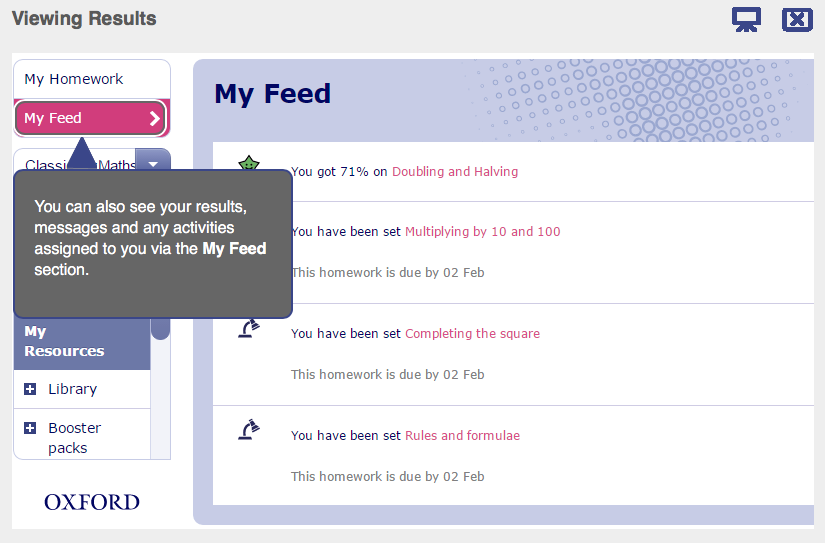 Viewing Results
My Homework
My Feed
You can also see your results,
messages and any activities
assigned to you via the My Feed
section.
My
Resources
Library
Booster
packs
OXFORD
My Feed
You got 71% on Doubling and Halving
You have been set Multiplying by 10 and 100
This homework is due by 02 Feb
You have been set Completing the square
This homework is due by 02 Feb
You have been set Rules and formulae
This homework is due by 02 Feb